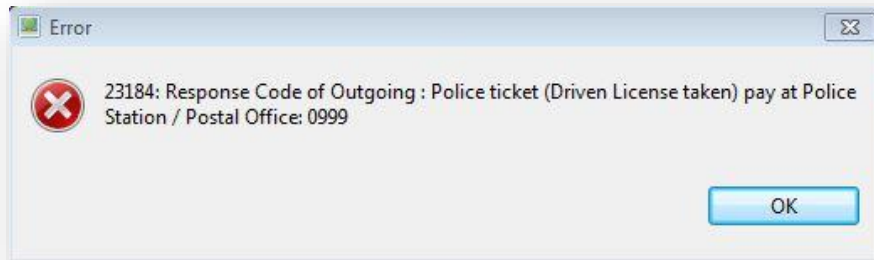 Error
23184: Response Code of Outgoing : Police ticket (Driven License taken) pay at Police
Station / Postal Office: 0999
OK